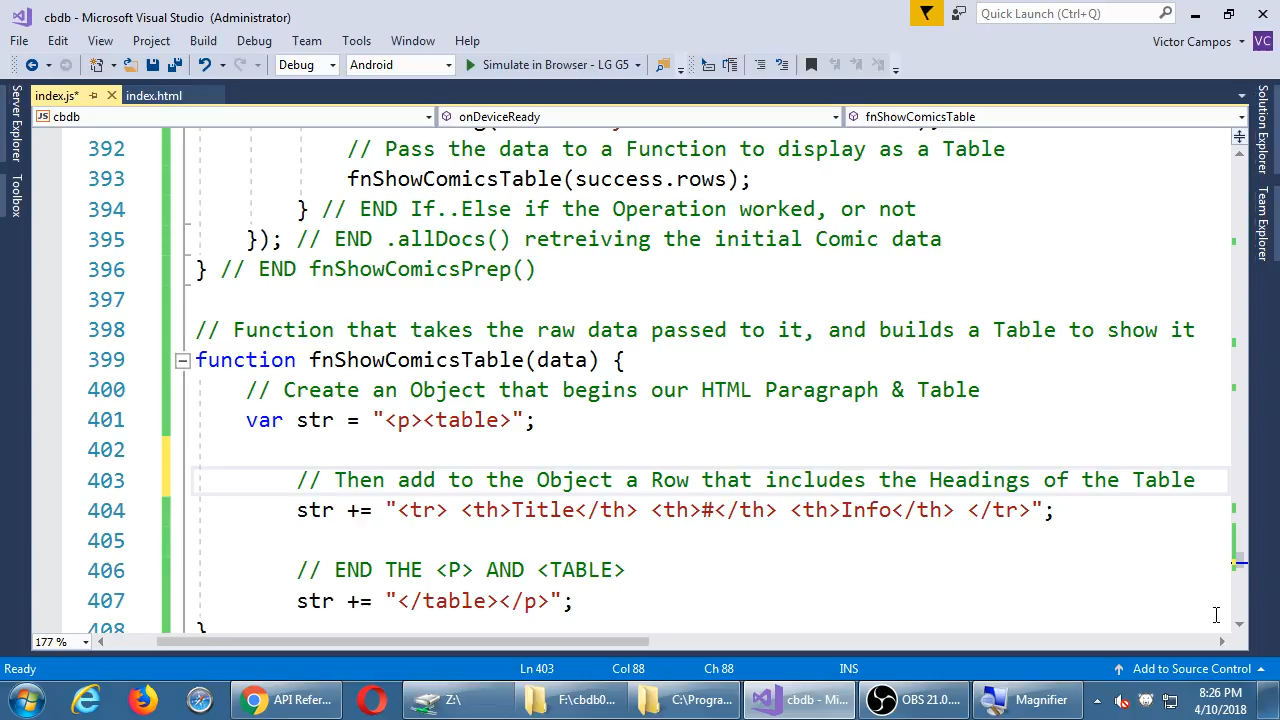 cbdb - Microsoft Visual Studio (Administrator)
Quick Launch (Ctrl+Q)
File Edit View Project Build Debug Team Tools Window Help
Victor Campos VC
Debug Android Simulate in Browser - LG G5
index.js* index.html
JS cbdb onDeviceReady fnShowComicsTable
Server Explorer
Toolbox
Solution Explorer
Team Explorer
392 // Pass the data to a Function to display as a Table
393 fnShowComicsTable(success.rows);
394 } // END If..Else if the Operation worked, or not
395 }); // END .allDocs() retreiving the initial Comic data
396 } // END fnShowComicsPrep()
397
398 // Function that takes the raw data passed to it, and builds a Table to show it
399 function fnShowComicsTable(data) {
400 // Create an Object that begins our HTML Paragraph & Table
401 var str = "<p><table>";
402
403 // Then add to the Object a Row that includes the Headings of the Table
404 str += "<tr> <th>Title</th> <th>#</th> <th>Info</th> </tr>";
405
406 // END THE <P> AND <TABLE>
407 str += "</table></p>";
408 }
177 %
Ready Ln 403 Col 88 Ch 88 INS Add to Source Control
API Refer... Z:\ F:\cbdb0... C:\Progra... cbdb - Mi... OBS 21.0... Magnifier
8:26 PM
4/10/2018